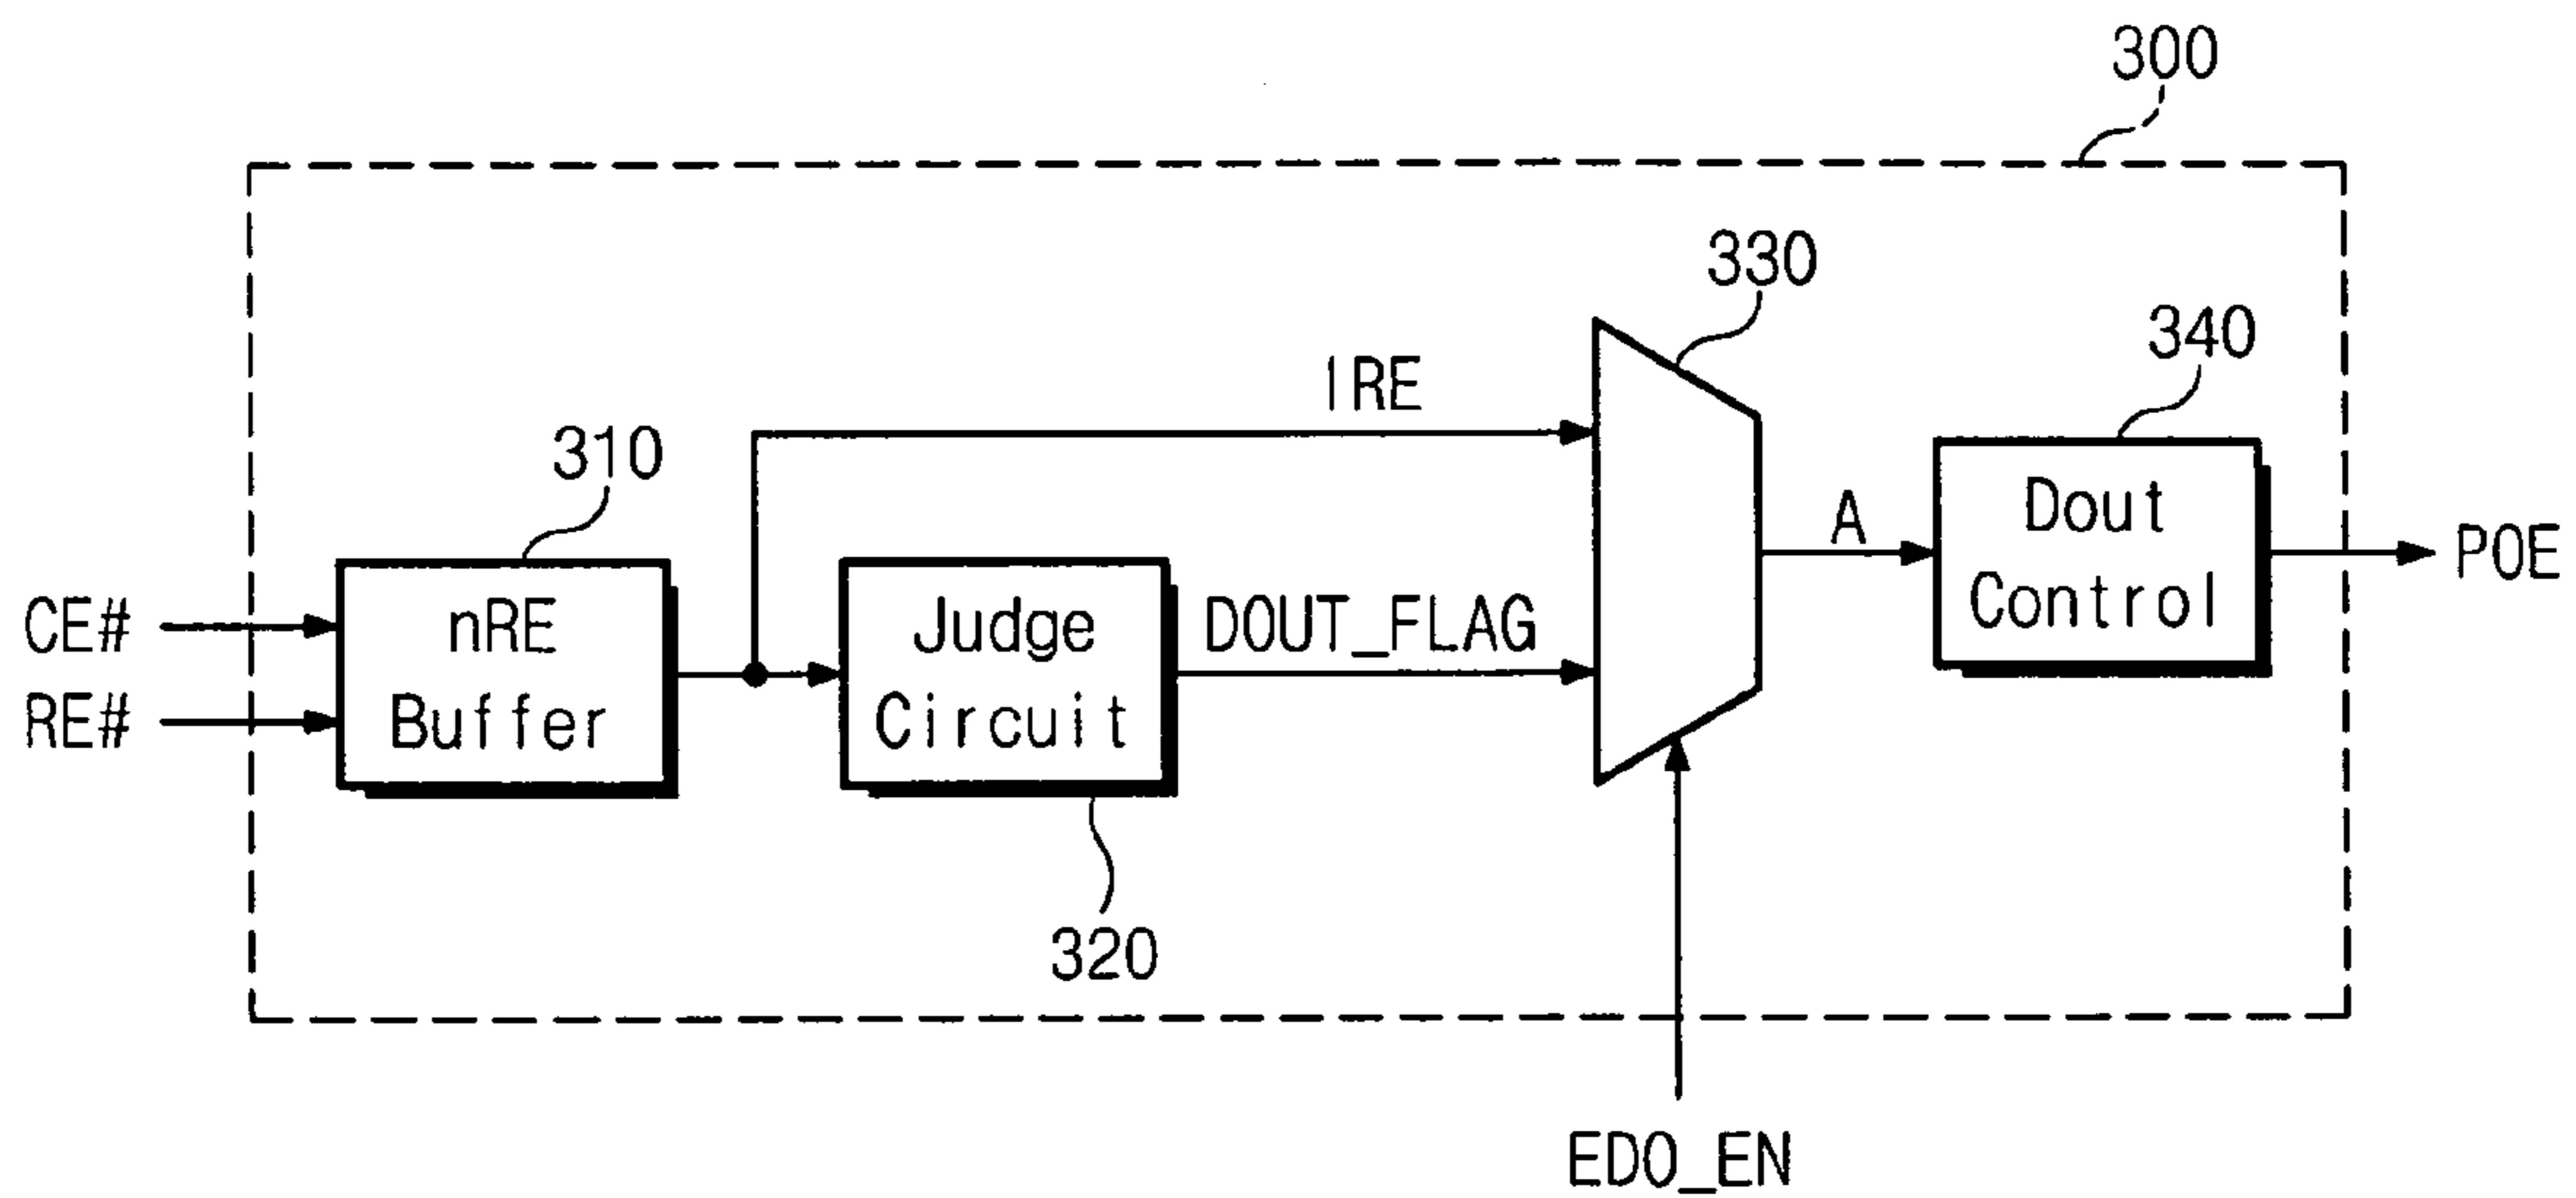 300
330
340
IRE
310
A
Dout
Control
POE
CE#
RE#
nRE
Buffer
Judge
Circuit
DOUT_FLAG
320
EDO_EN